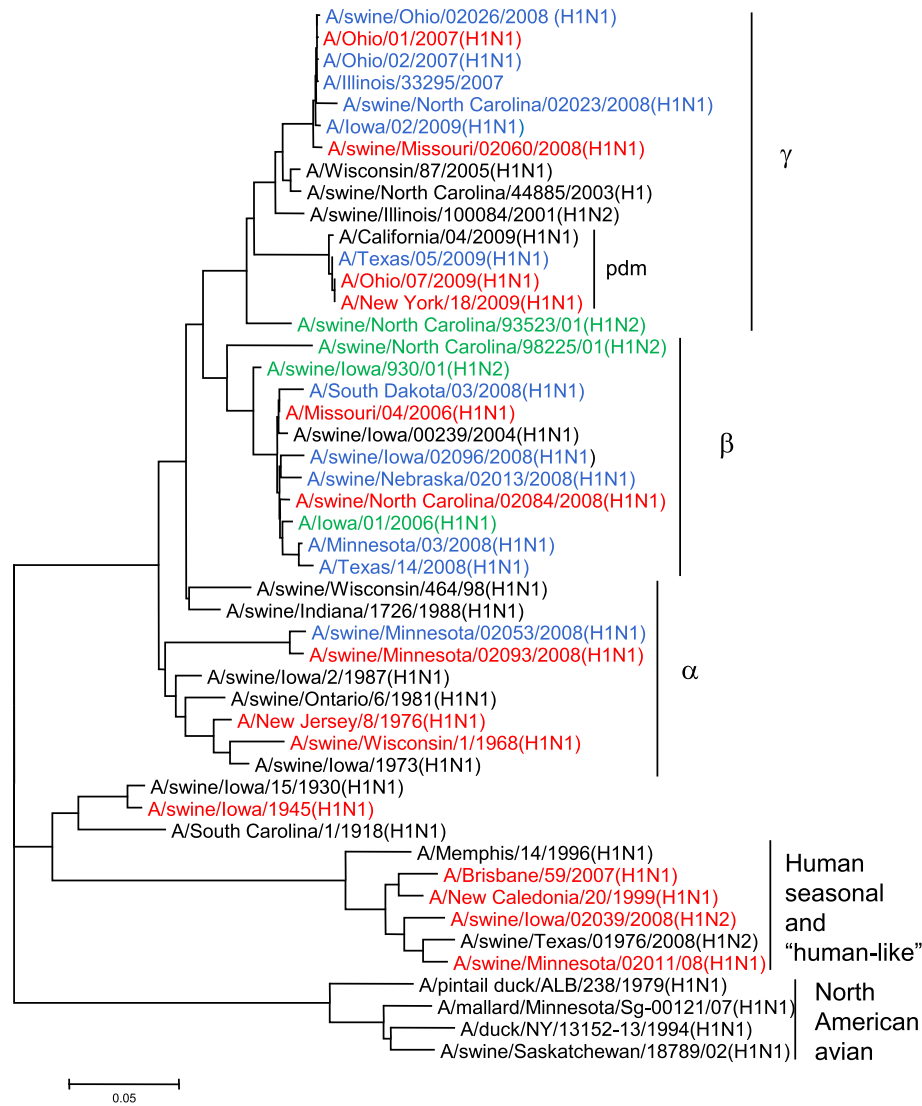 A/swine/Ohio/02026/2008 (H1N1)
A/Ohio/01/2007(H1N1)
A/Ohio/02/2007(H1N1)
A/Illinois/33295/2007
A/swine/North Carolina/02023/2008(H1N1)
A/Iowa/02/2009(H1N1)
A/swine/Missouri/02060/2008(H1N1)
A/Wisconsin/87/2005(H1N1)
A/swine/North Carolina/44885/2003(H1)
A/swine/Illinois/100084/2001(H1N2)
γ
A/California/04/2009(H1N1)
A/Texas/05/2009(H1N1)
A/Ohio/07/2009(H1N1)
A/New York/18/2009(H1N1)
pdm
A/swine/North Carolina/93523/01(H1N2)
A/swine/North Carolina/98225/01(H1N2)
A/swine/Iowa/930/01(H1N2)
A/South Dakota/03/2008(H1N1)
A/Missouri/04/2006(H1N1)
A/swine/Iowa/00239/2004(H1N1)
A/swine/Iowa/02096/2008(H1N1)
A/swine/Nebraska/02013/2008(H1N1)
A/swine/North Carolina/02084/2008(H1N1)
A/Iowa/01/2006(H1N1)
A/Minnesota/03/2008(H1N1)
A/Texas/14/2008(H1N1)
β
A/swine/Wisconsin/464/98(H1N1)
A/swine/Indiana/1726/1988(H1N1)
A/swine/Minnesota/02053/2008(H1N1)
A/swine/Minnesota/02093/2008(H1N1)
A/swine/Iowa/2/1987(H1N1)
A/swine/Ontario/6/1981(H1N1)
A/New Jersey/8/1976(H1N1)
A/swine/Wisconsin/1/1968(H1N1)
A/swine/Iowa/1973(H1N1)
α
A/swine/Iowa/15/1930(H1N1)
A/swine/Iowa/1945(H1N1)
A/South Carolina/1/1918(H1N1)
A/Memphis/14/1996(H1N1)
A/Brisbane/59/2007(H1N1)
A/New Caledonia/20/1999(H1N1)
A/swine/Iowa/02039/2008(H1N2)
A/swine/Texas/01976/2008(H1N2)
A/swine/Minnesota/02011/08(H1N1)
Human
seasonal
and
“human-like”
A/pintail duck/ALB/238/1979(H1N1)
A/mallard/Minnesota/Sg-00121/07(H1N1)
A/duck/NY/13152-13/1994(H1N1)
A/swine/Saskatchewan/18789/02(H1N1)
North
American
avian
0.05